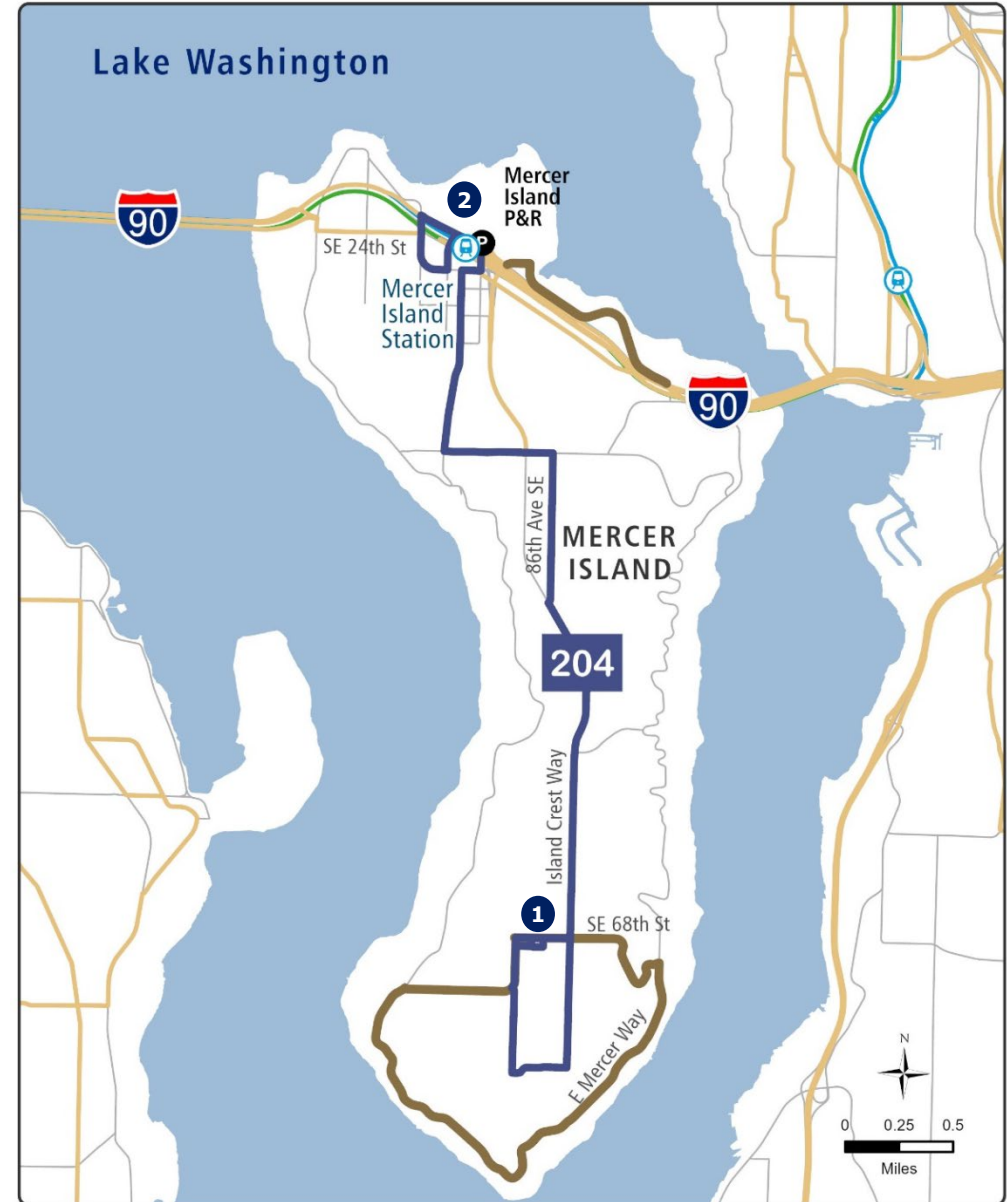 Lake Washington
90
2
Mercer
Island
P&R
P
SE 24th St
Mercer
Island
Station
90
86th Ave SE
MERCER
ISLAND
204
Island Crest Way
1
SE 68th St
E Mercer Way
N
0 0.25 0.5
Miles